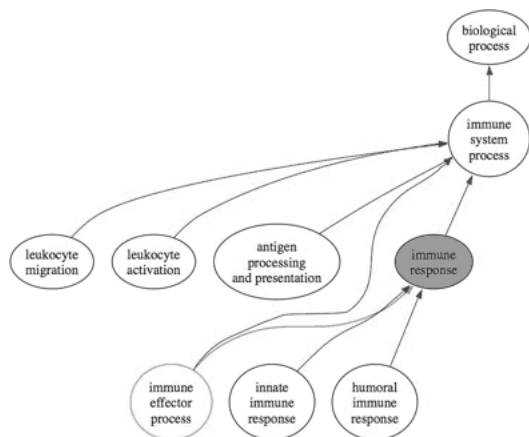 biological
process
immune
system
process
leukocyte
migration
leukocyte
activation
antigen
processing
and presentation
immune
response
immune
effector
process
innate
immune
response
humoral
immune
response